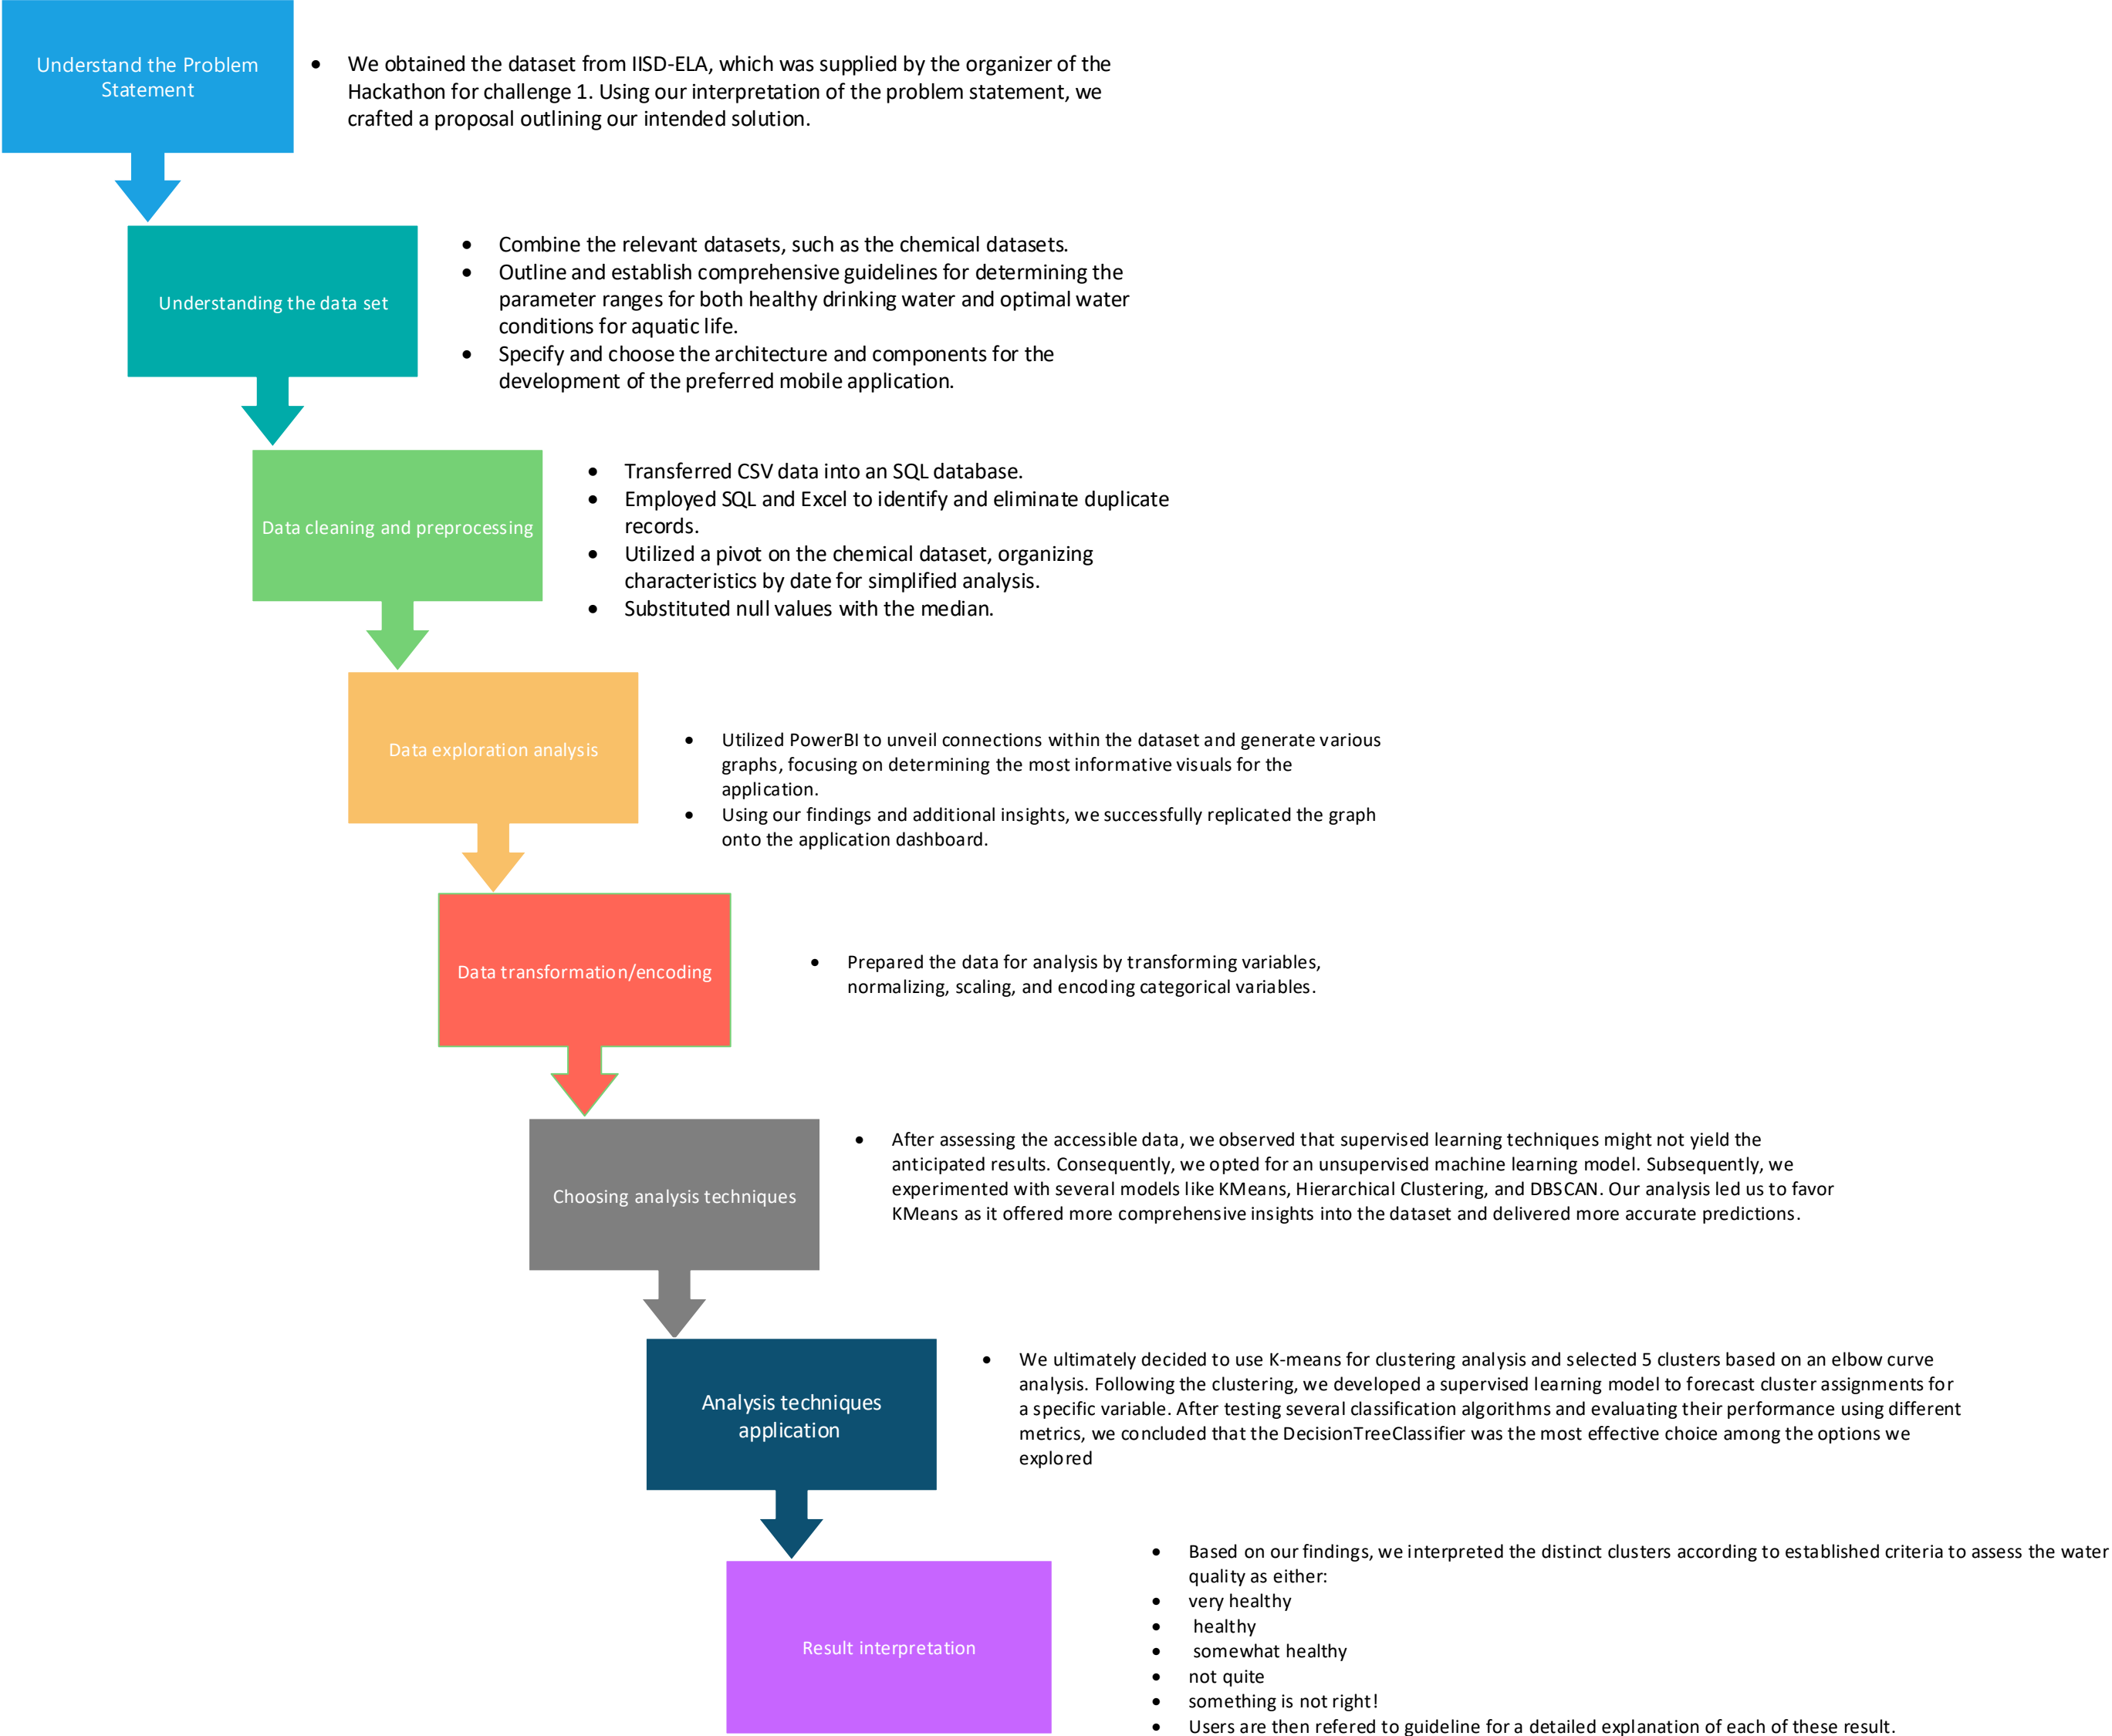 Understand the Problem
Statement
• We obtained the dataset from IISD-ELA, which was supplied by the organizer of the
Hackathon for challenge 1. Using our interpretation of the problem statement, we
crafted a proposal outlining our intended solution.
Understanding the data set
• Combine the relevant datasets, such as the chemical datasets.
• Outline and establish comprehensive guidelines for determining the
parameter ranges for both healthy drinking water and optimal water
conditions for aquatic life.
• Specify and choose the architecture and components for the
development of the preferred mobile application.
Data cleaning and preprocessing
• Transferred CSV data into an SQL database.
• Employed SQL and Excel to identify and eliminate duplicate
records.
• Utilized a pivot on the chemical dataset, organizing
characteristics by date for simplified analysis.
• Substituted null values with the median.
Data exploration analysis
• Utilized PowerBI to unveil connections within the dataset and generate various
graphs, focusing on determining the most informative visuals for the
application.
• Using our findings and additional insights, we successfully replicated the graph
onto the application dashboard.
Data transformation/encoding
• Prepared the data for analysis by transforming variables,
normalizing, scaling, and encoding categorical variables.
Choosing analysis techniques
• After assessing the accessible data, we observed that supervised learning techniques might not yield the
anticipated results. Consequently, we opted for an unsupervised machine learning model. Subsequently, we
experimented with several models like KMeans, Hierarchical Clustering, and DBSCAN. Our analysis led us to favor
KMeans as it offered more comprehensive insights into the dataset and delivered more accurate predictions.
Analysis techniques
application
• We ultimately decided to use K-means for clustering analysis and selected 5 clusters based on an elbow curve
analysis. Following the clustering, we developed a supervised learning model to forecast cluster assignments for
a specific variable. After testing several classification algorithms and evaluating their performance using different
metrics, we concluded that the DecisionTreeClassifier was the most effective choice among the options we
explored
Result interpretation
• Based on our findings, we interpreted the distinct clusters according to established criteria to assess the water
quality as either:
• very healthy
• healthy
• somewhat healthy
• not quite
• something is not right!
• Users are then refered to guideline for a detailed explanation of each of these result.